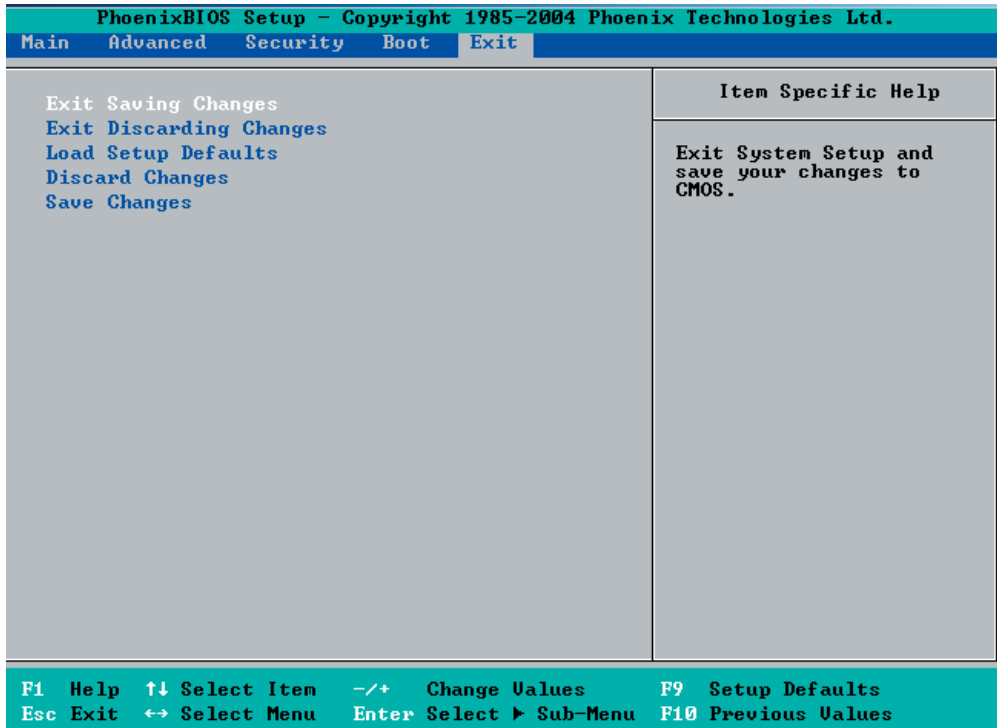 PhoenixBIOS Setup - Copyright 1985-2004 Phoenix Technologies Ltd.
Main Advanced Security Boot Exit
Exit Saving Changes
Exit Discarding Changes
Load Setup Defaults
Discard Changes
Save Changes
Item Specific Help
Exit System Setup and
save your changes to
CMOS.
F1 Help ↑↓ Select Item -/+ Change Values F9 Setup Defaults
Esc Exit ↔ Select Menu Enter Select ▶ Sub-Menu F10 Previous Values